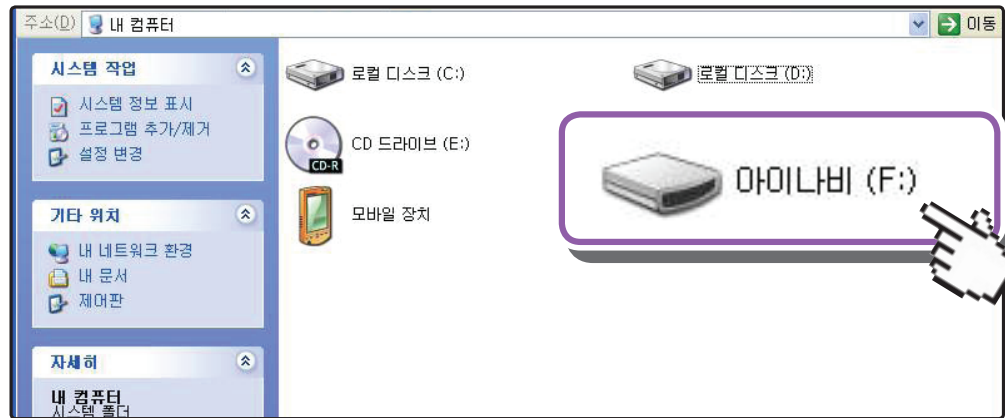 주소(D) 내 컴퓨터 이동
시스템 작업
시스템 정보 표시
프로그램 추가/제거
설정 변경
기타 위치
내 네트워크 환경
내 문서
제어판
자세히
내 컴퓨터
시스템 폴더
로컬 디스크 (C:)
로컬 디스크 (D:)
CD 드라이브 (E:)
CD-R
아이나비 (F:)
모바일 장치